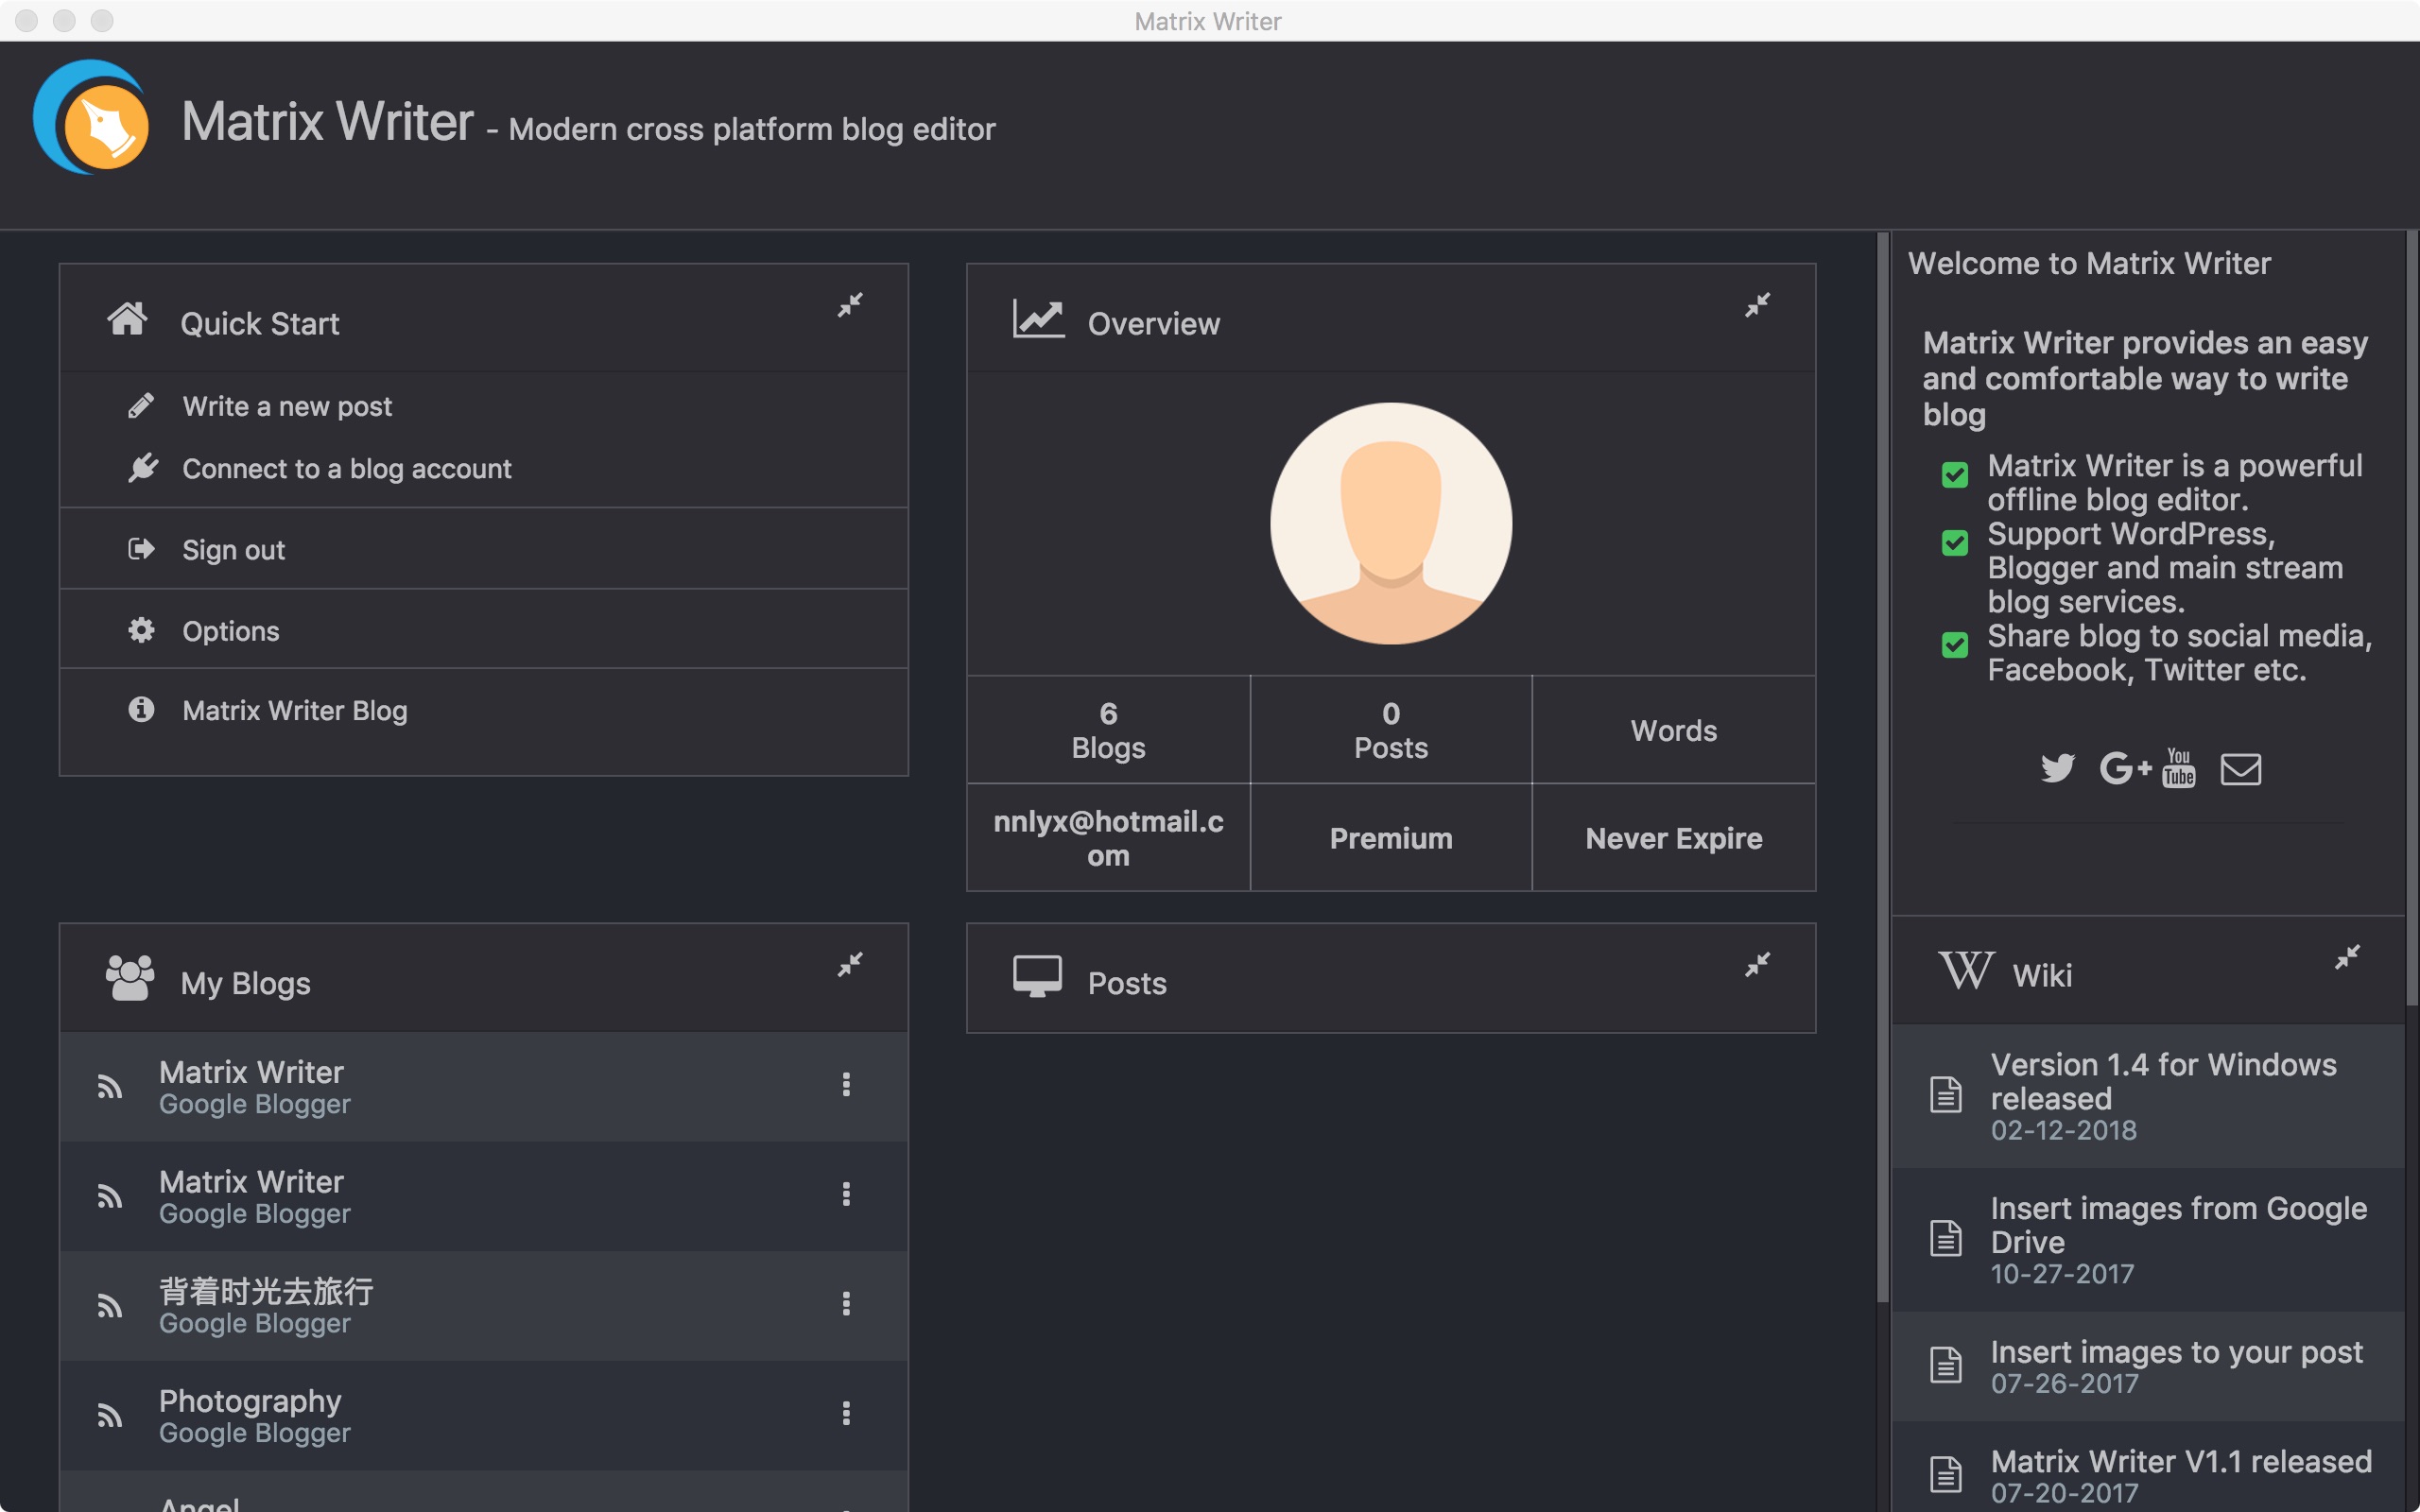 Matrix Writer
Matrix Writer - Modern cross platform blog editor
Quick Start
Write a new post
Connect to a blog account
Sign out
Options
Matrix Writer Blog
Overview
6
Blogs
0
Posts
Words
nnlyx@hotmail.c
om
Premium
Never Expire
My Blogs
Matrix Writer
Google Blogger
Matrix Writer
Google Blogger
背着时光去旅行
Google Blogger
Photography
Google Blogger
Angel
Posts
Welcome to Matrix Writer
Matrix Writer provides an easy
and comfortable way to write
blog
Matrix Writer is a powerful
offline blog editor.
Support WordPress,
Blogger and main stream
blog services.
Share blog to social media,
Facebook, Twitter etc.
G+
You
Tube
W Wiki
Version 1.4 for Windows
released
02-12-2018
Insert images from Google
Drive
10-27-2017
Insert images to your post
07-26-2017
Matrix Writer V1.1 released
07-20-2017